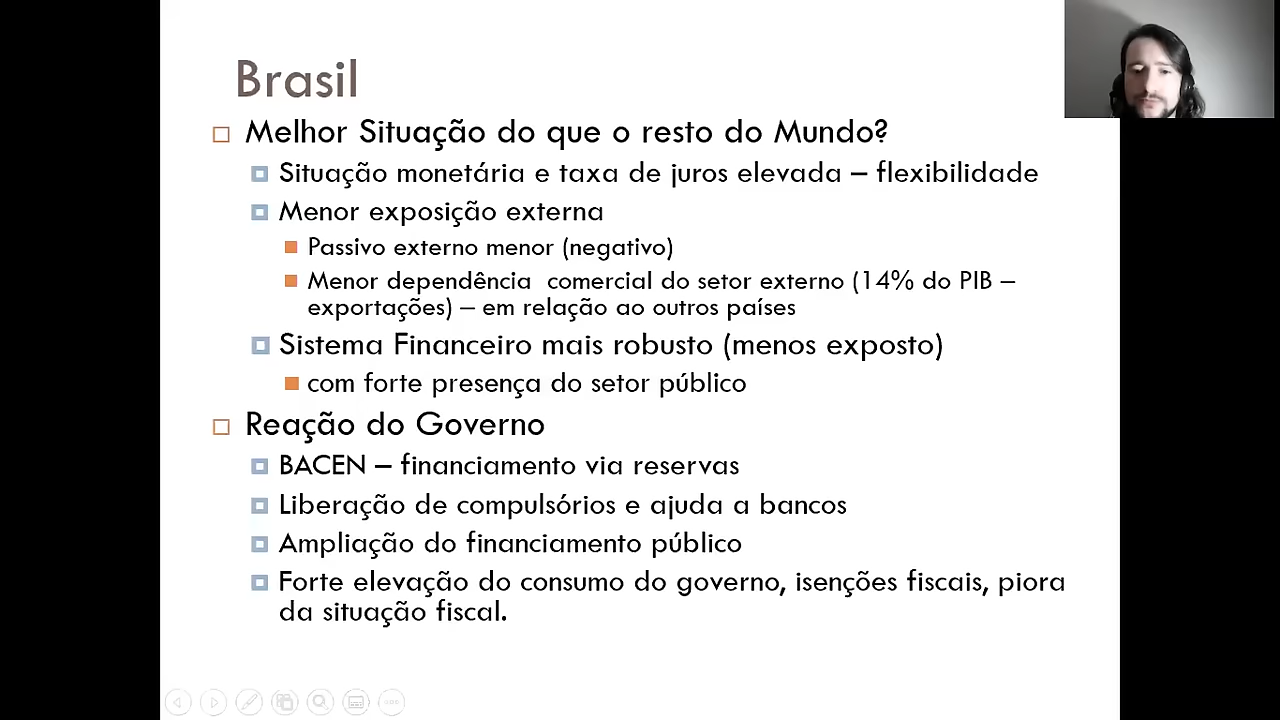 Brasil
Melhor Situação do que o resto do Mundo?
Situação monetária e taxa de juros elevada – flexibilidade
Menor exposição externa
Passivo externo menor (negativo)
Menor dependência comercial do setor externo (14% do PIB –
exportações) – em relação ao outros países
Sistema Financeiro mais robusto (menos exposto)
com forte presença do setor público
Reação do Governo
BACEN – financiamento via reservas
Liberação de compulsórios e ajuda a bancos
Ampliação do financiamento público
Forte elevação do consumo do governo, isenções fiscais, piora
da situação fiscal.